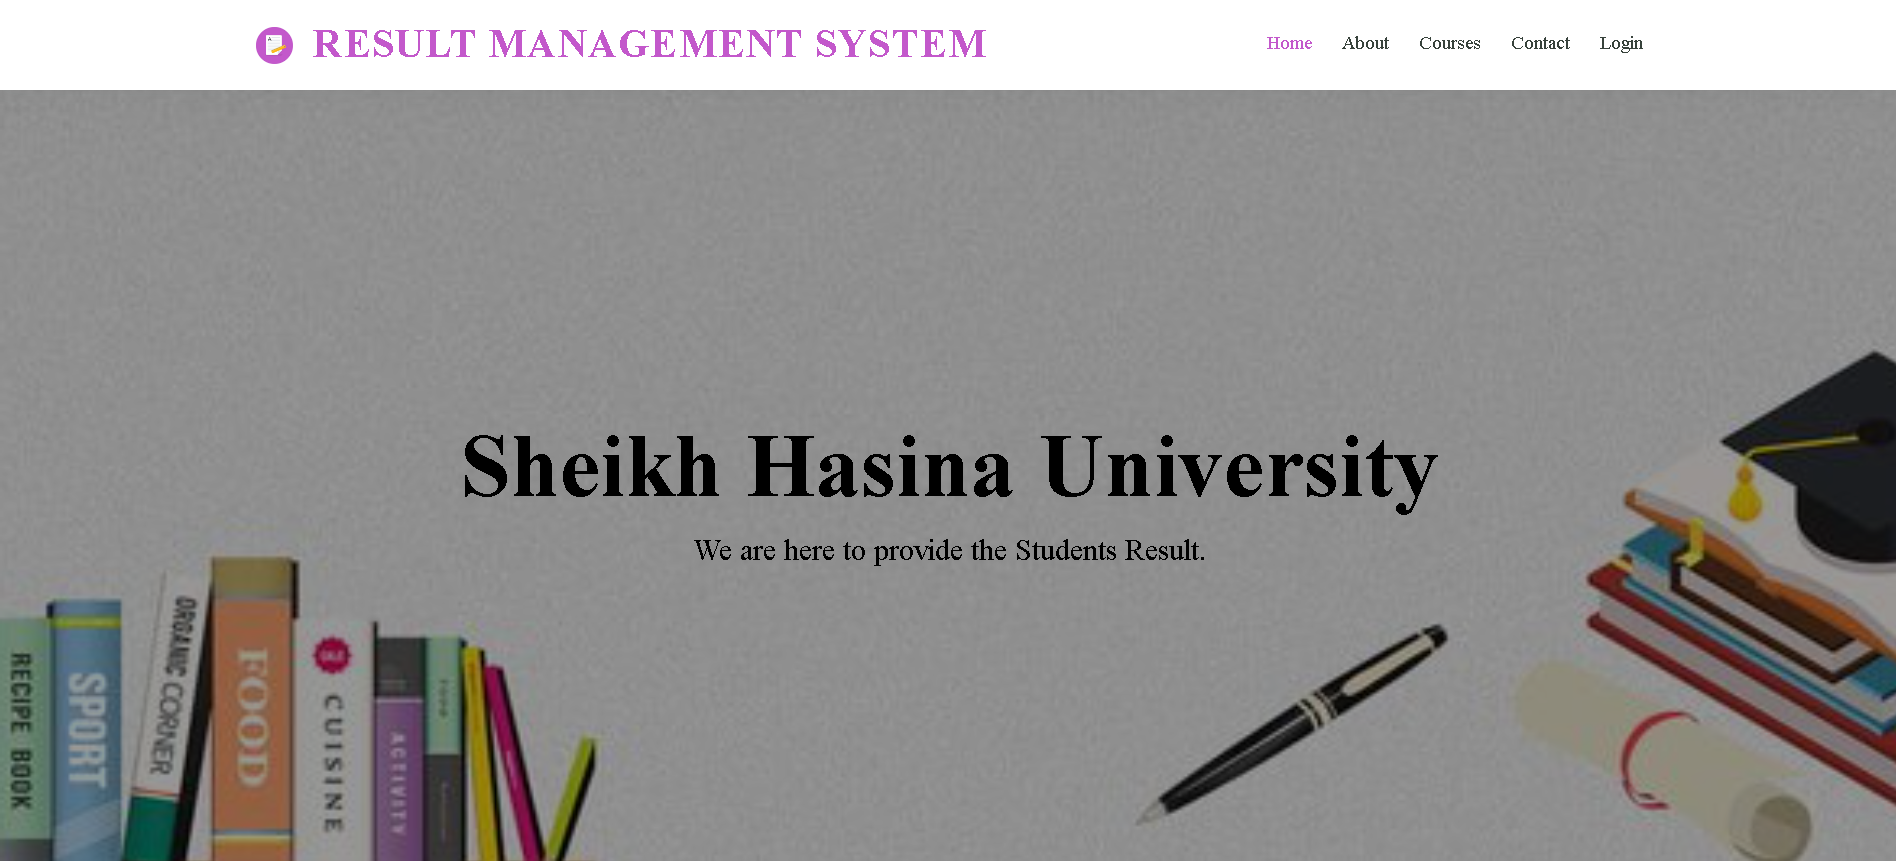 RESULT MANAGEMENT SYSTEM
Home
About
Courses
Contact
Login
Sheikh Hasina University
We are here to provide the Students Result.
RECIPE BOOK
SPORT
ORGANIC CORNER
FOOD
CUISINE
ACTIVITY